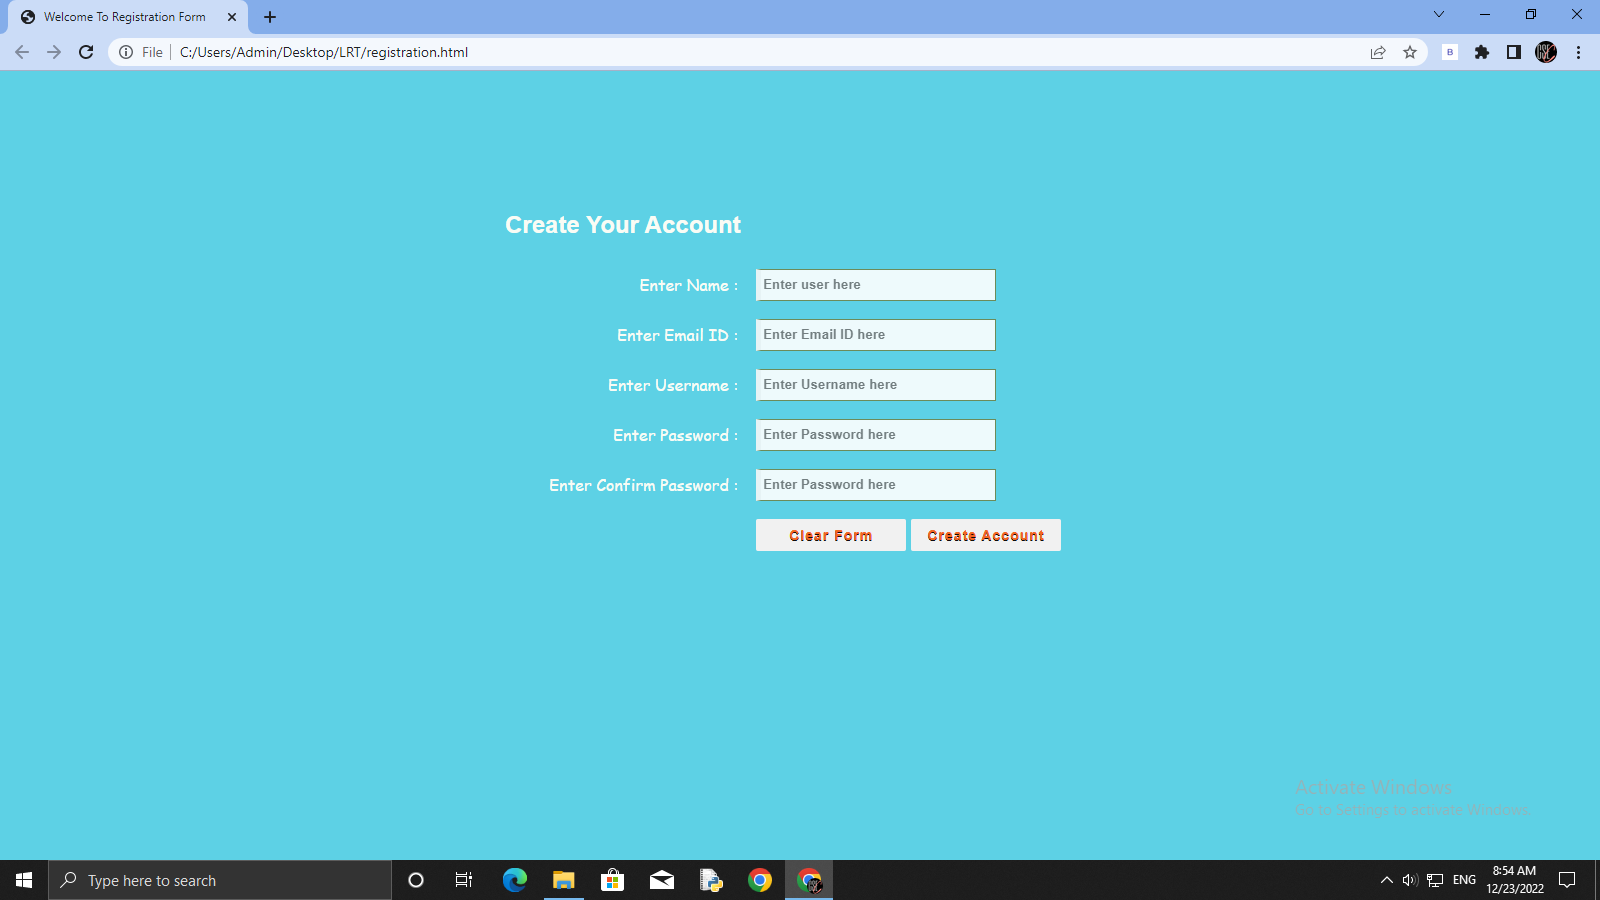 Welcome To Registration Form
File C:/Users/Admin/Desktop/LRT/registration.html
B
Create Your Account
Enter Name : Enter user here
Enter Email ID : Enter Email ID here
Enter Username : Enter Username here
Enter Password : Enter Password here
Enter Confirm Password : Enter Password here
Clear Form Create Account
Activate Windows
Go to Settings to activate Windows.
Type here to search
ENG
8:54 AM
12/23/2022